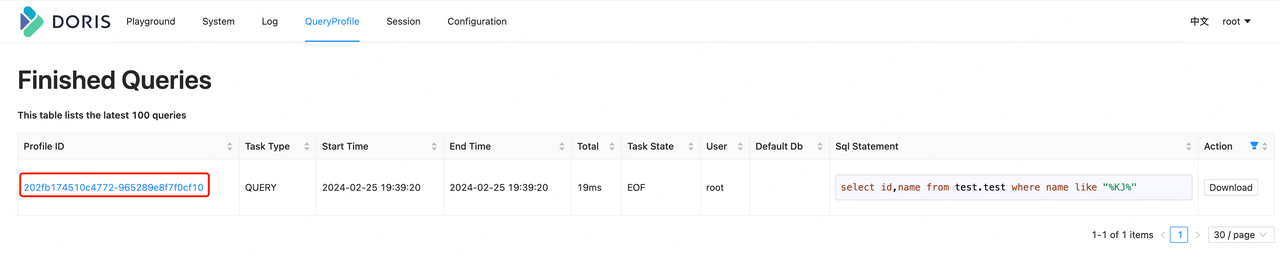 DORIS Playground System Log QueryProfile Session Configuration 中文 root
Finished Queries
This table lists the latest 100 queries
Profile ID Task Type Start Time End Time Total Task State User Default Db Sql Statement Action
202fb174510c4772-965289e8f7f0cf10 QUERY 2024-02-25 19:39:20 2024-02-25 19:39:20 19ms EOF root select id,name from test.test where name like "%KJ%" Download
1-1 of 1 items < 1 > 30 / page